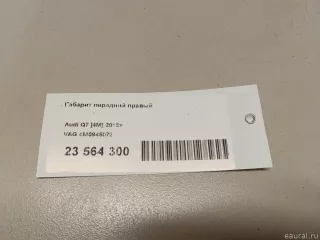 Габарит передний правый
Audi Q7 [4M] 2015>
VAG 4M0945072
23 564 300
eaural.ru